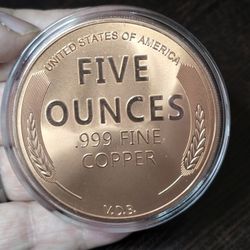 UNITED STATES OF AMERICA
FIVE
OUNCES
.999 FINE
COPPER
V.D.B.